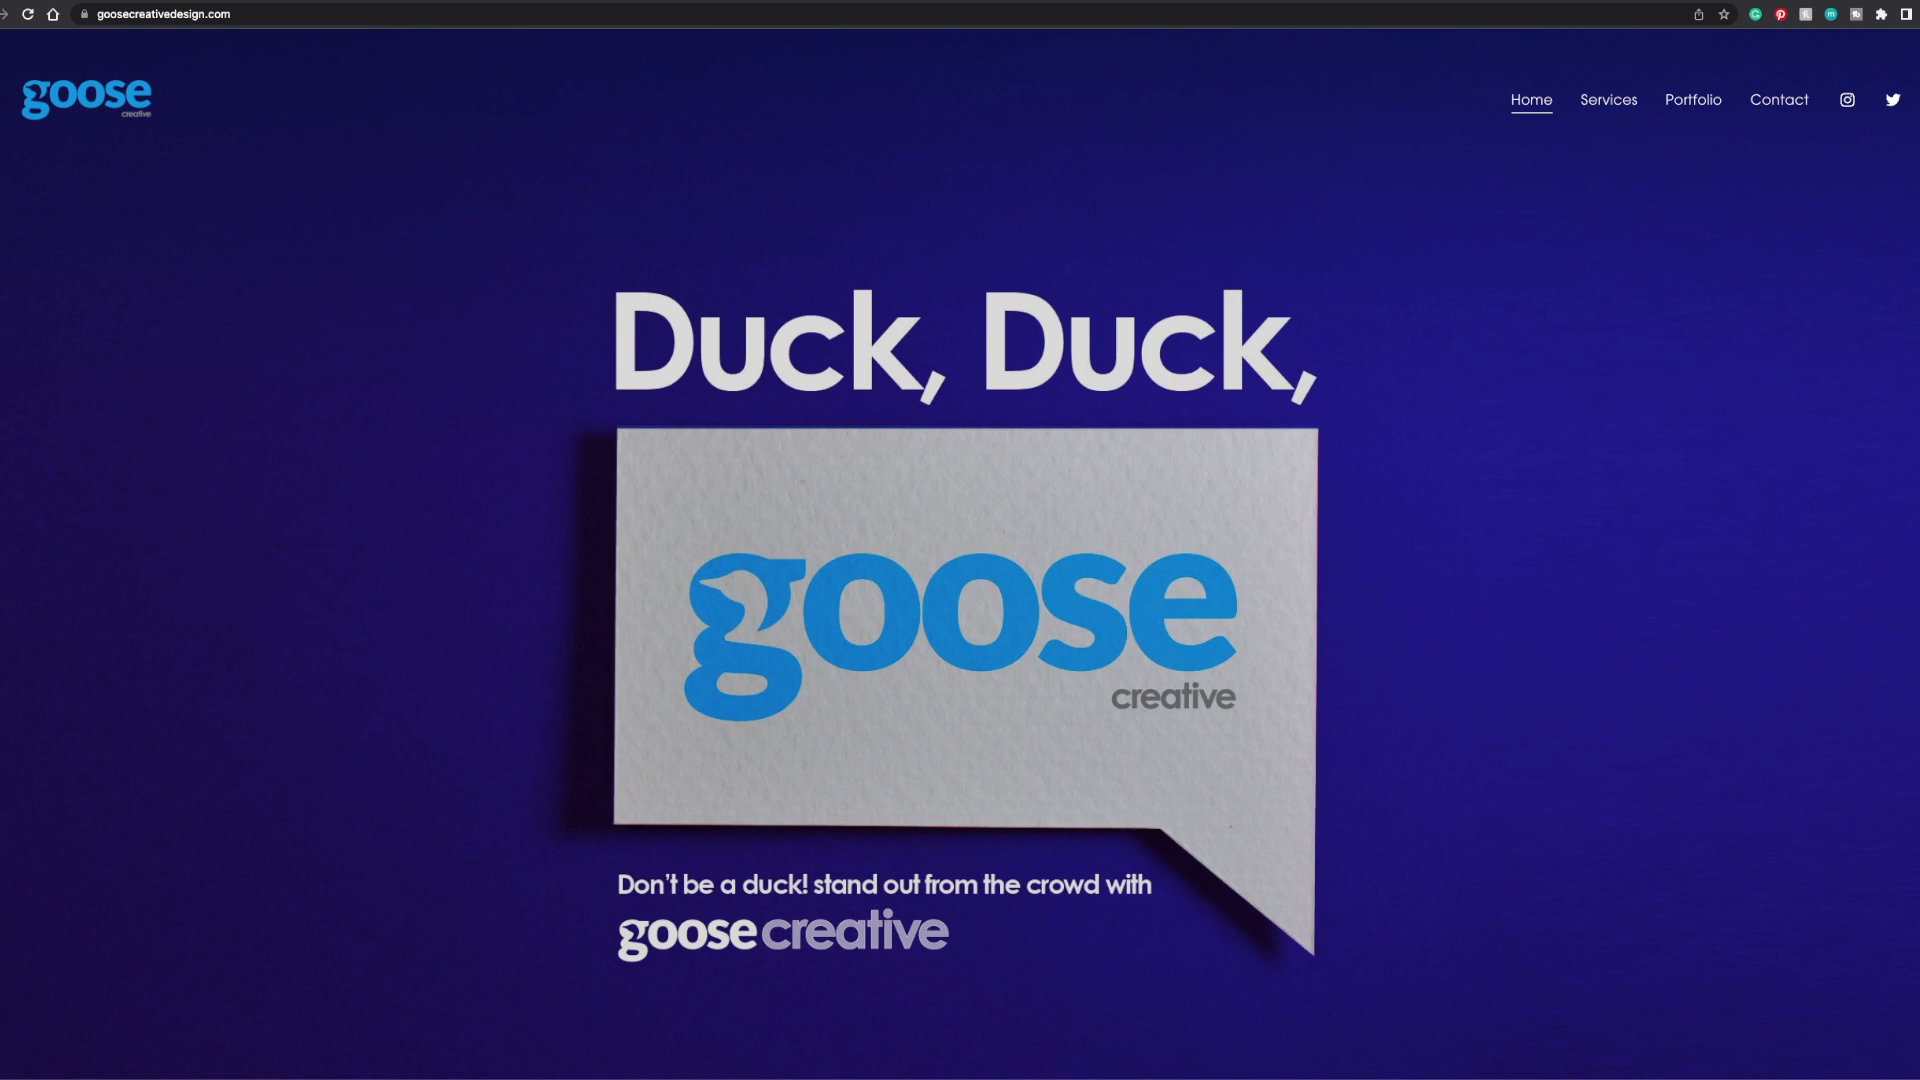 goosecreativedesign.com
goose
creative
Home Services Portfolio Contact
Duck, Duck,
goose
creative
Don't be a duck! stand out from the crowd with
goose creative